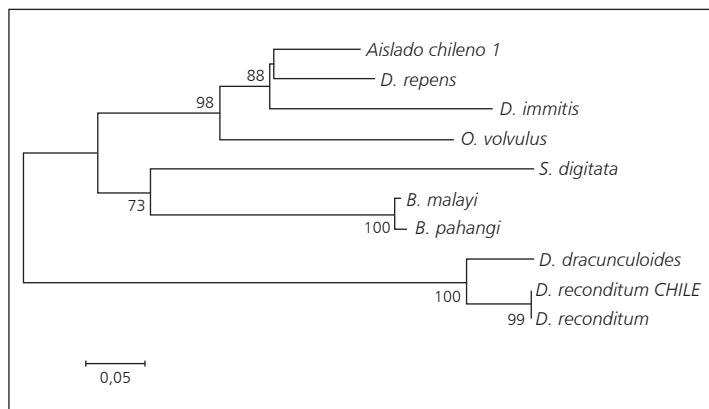 Aislado chileno 1
88
D. repens
98
D. immitis
O. volvulus
S. digitata
73
B. malayi
100
B. pahangi
D. dracunculoides
100
D. reconditum CHILE
99
D. reconditum
0,05